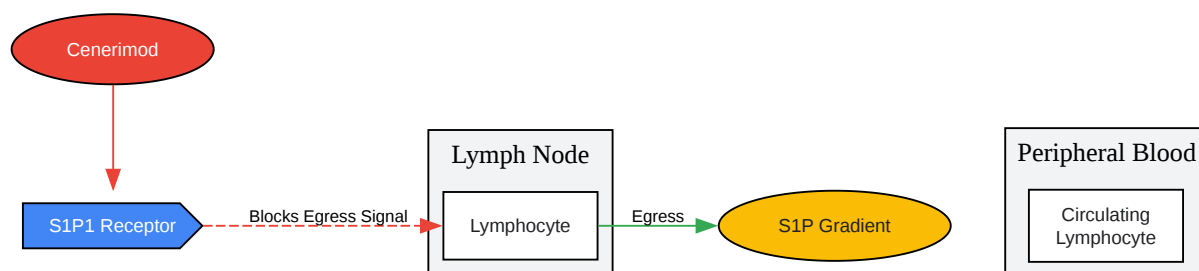 Cenerimod
S1P1 Receptor
Blocks Egress Signal
Lymph Node
Lymphocyte
Egress
S1P Gradient
Peripheral Blood
Circulating
Lymphocyte